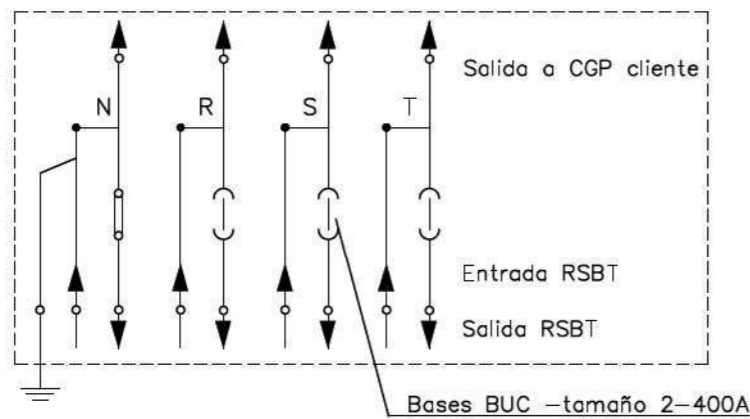 Salida a CGP cliente
N R S T
Entrada RSBT
Salida RSBT
Bases BUC -tamaño 2-400A